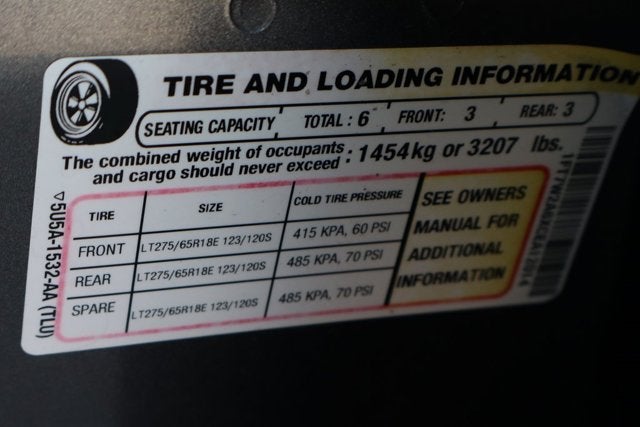 TIRE AND LOADING INFORMATION
SEATING CAPACITY TOTAL : 6 FRONT: 3 REAR: 3
The combined weight of occupants
and cargo should never exceed : 1454kg or 3207 lbs.
TIRE SIZE COLD TIRE PRESSURE
FRONT LT275/65R18E 123/120S 415 KPA, 60 PSI
REAR LT275/65R18E 123/120S 485 KPA, 70 PSI
SPARE LT275/65R18E 123/120S 485 KPA, 70 PSI
SEE OWNERS
MANUAL FOR
ADDITIONAL
INFORMATION
5U5A-1532-AA (TLU)